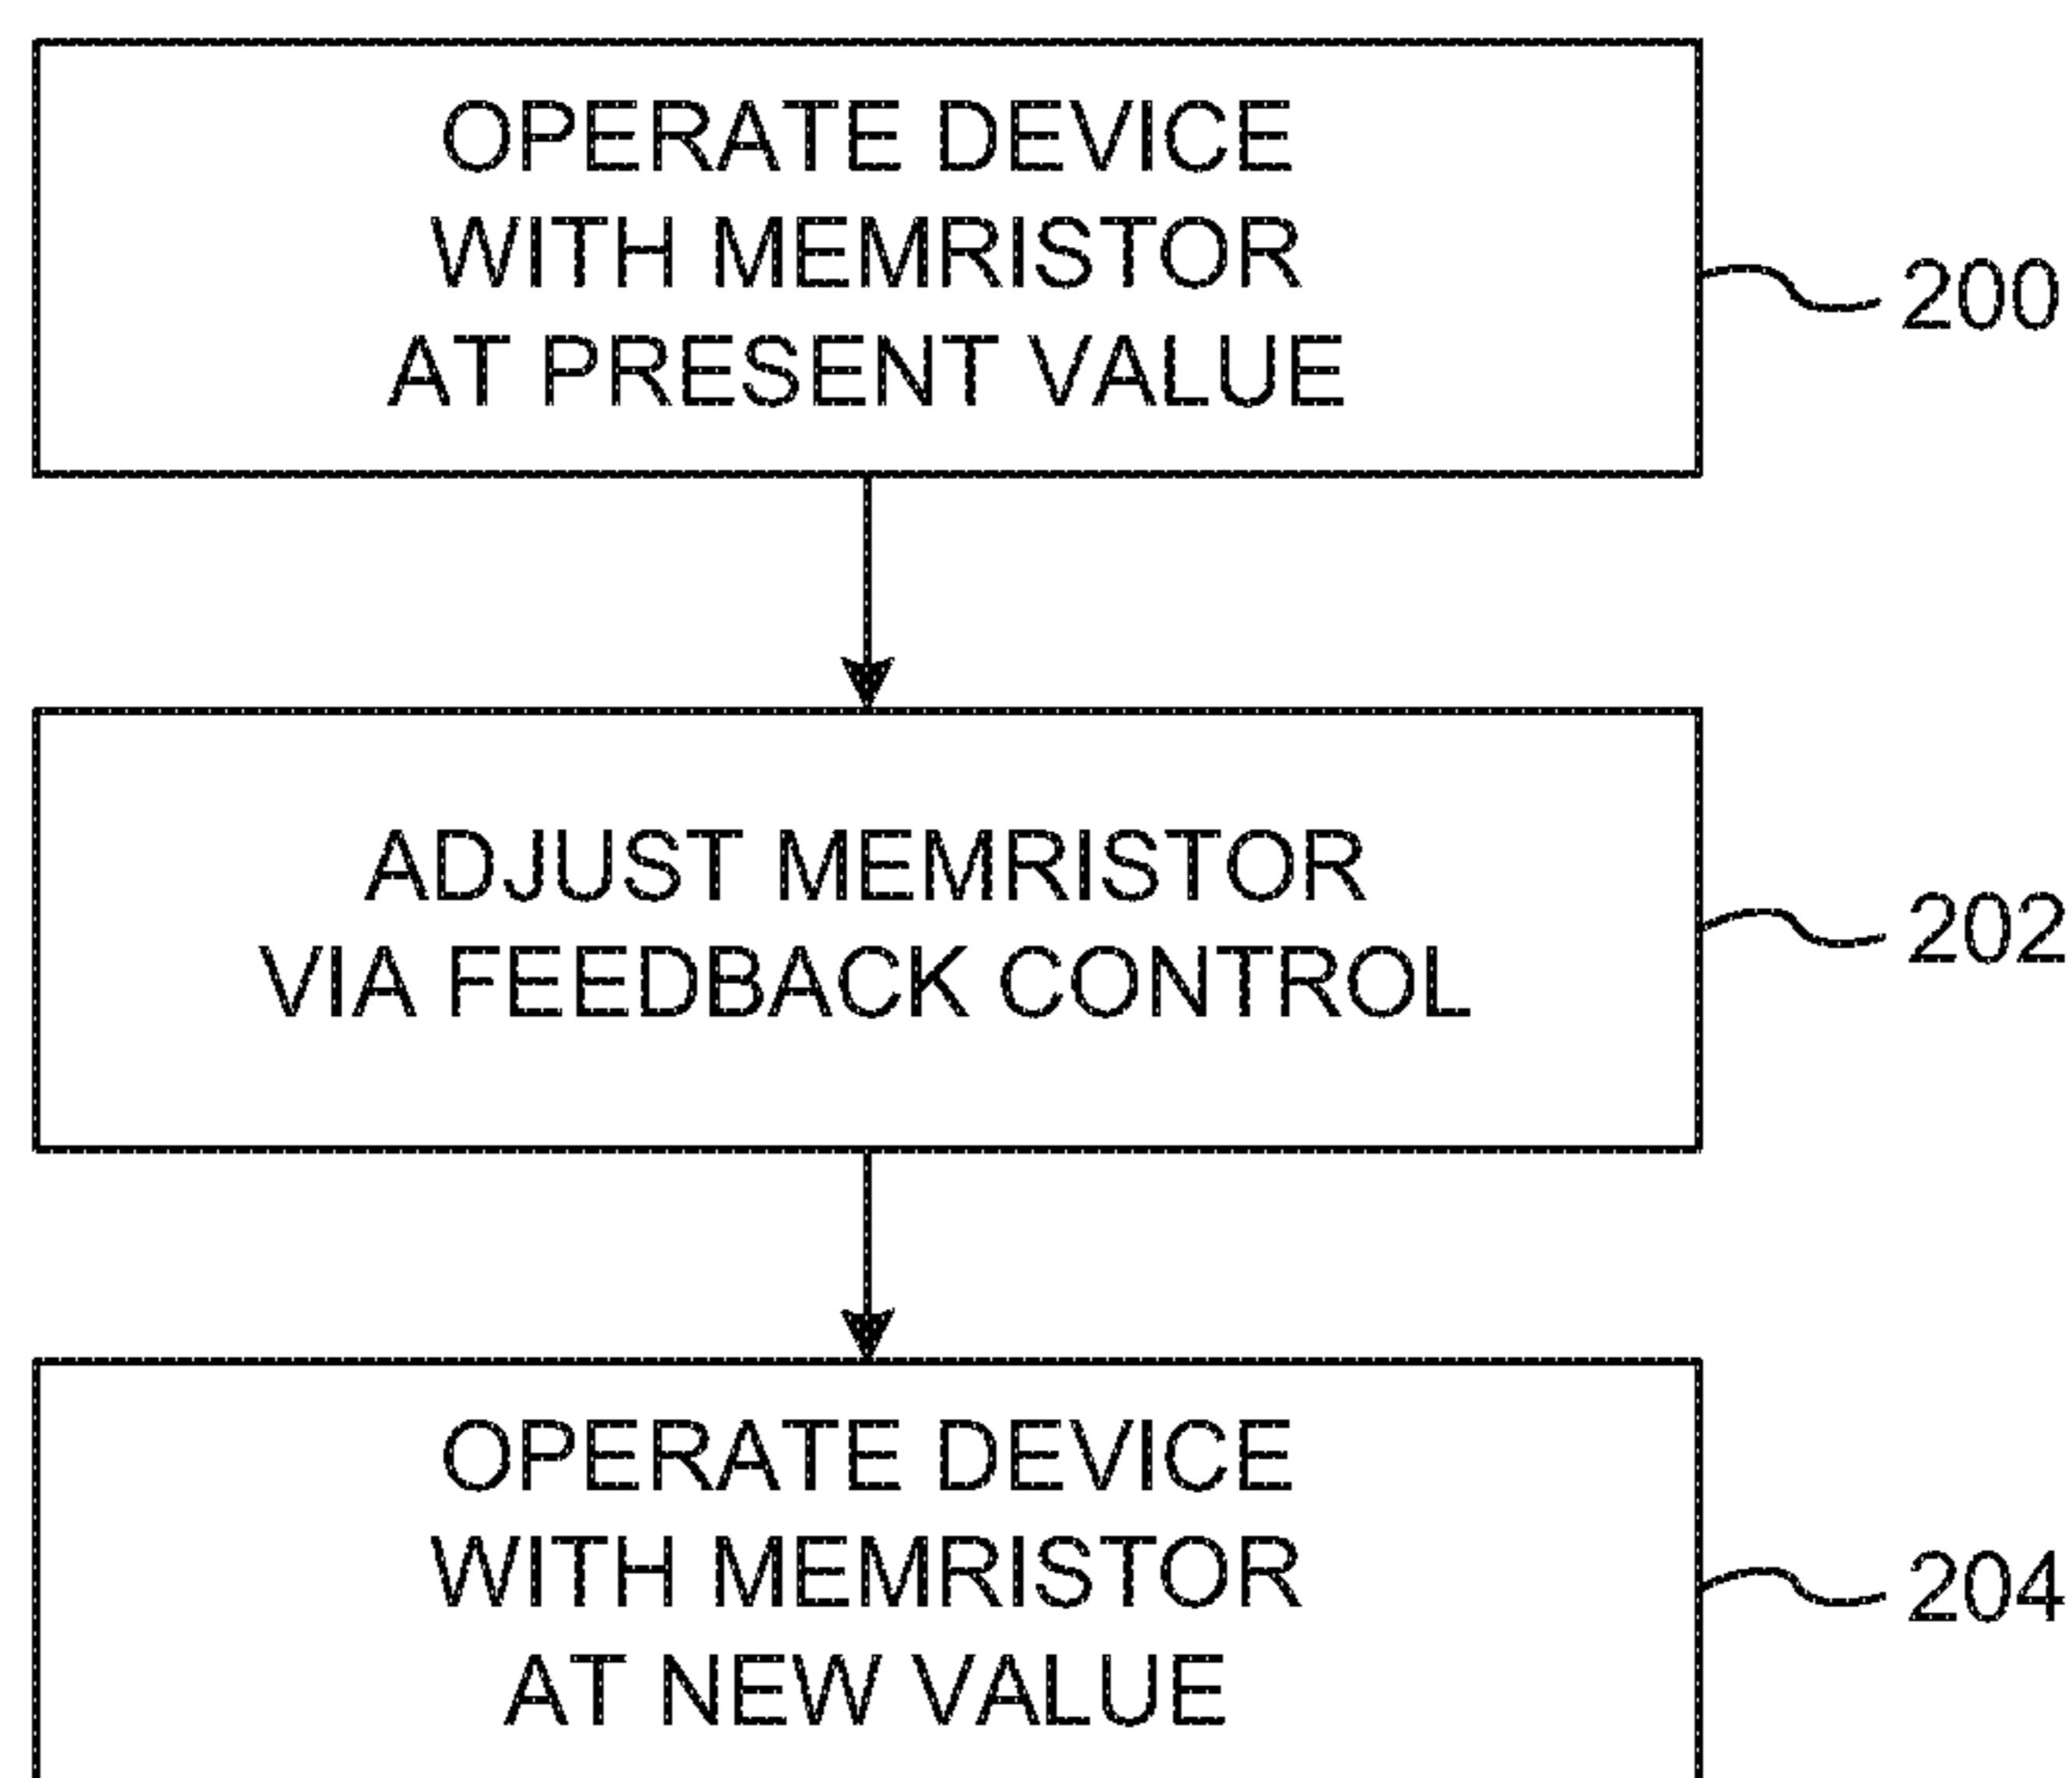 OPERATE DEVICE
WITH MEMRISTOR
AT PRESENT VALUE
200
ADJUST MEMRISTOR
VIA FEEDBACK CONTROL
202
OPERATE DEVICE
WITH MEMRISTOR
AT NEW VALUE
204